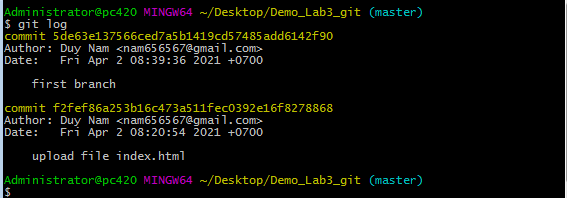 Administrator@pc420 MINGW64 ~/Desktop/Demo_Lab3_git (master)
$ git log
commit 5de63e137566ced7a5b1419cd57485add6142f90
Author: Duy Nam <nam656567@gmail.com>
Date:   Fri Apr 2 08:39:36 2021 +0700
    first branch
commit f2fef86a253b16c473a511fec0392e16f8278868
Author: Duy Nam <nam656567@gmail.com>
Date:   Fri Apr 2 08:20:54 2021 +0700
    upload file index.html
Administrator@pc420 MINGW64 ~/Desktop/Demo_Lab3_git (master)
$